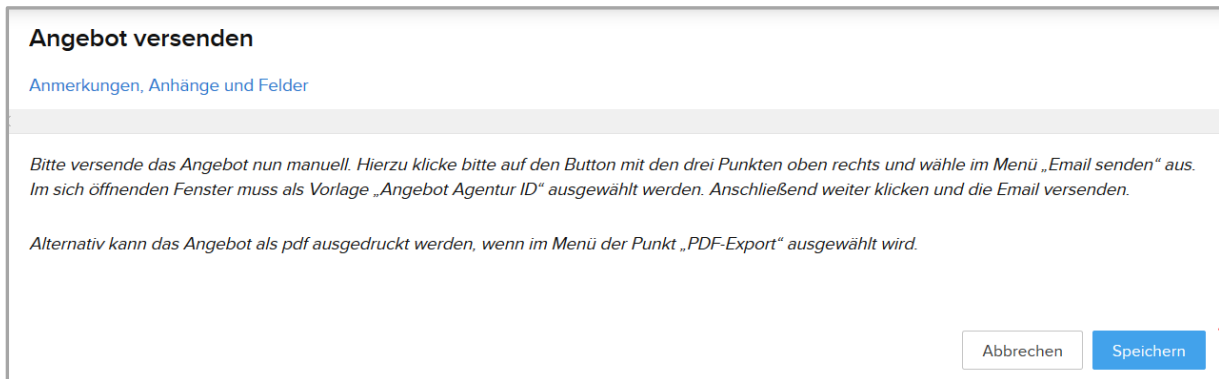 Angebot versenden
Anmerkungen, Anhänge und Felder
Bitte versende das Angebot nun manuell. Hierzu klicke bitte auf den Button mit den drei Punkten oben rechts und wähle im Menü „Email senden“ aus.
Im sich öffnenden Fenster muss als Vorlage „Angebot Agentur ID“ ausgewählt werden. Anschließend weiter klicken und die Email versenden.
Alternativ kann das Angebot als pdf ausgedruckt werden, wenn im Menü der Punkt „PDF-Export“ ausgewählt wird.
Abbrechen Speichern